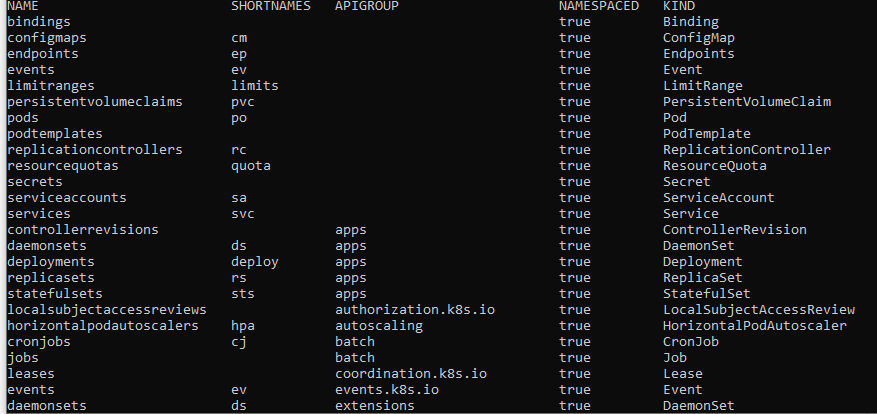 NAME SHORTNAMES APIGROUP NAMESPACED KIND
bindings true Binding
configmaps cm true ConfigMap
endpoints ep true Endpoints
events ev true Event
limitranges limits true LimitRange
persistentvolumeclaims pvc true PersistentVolumeClaim
pods po true Pod
podtemplates true PodTemplate
replicationcontrollers rc true ReplicationController
resourcequotas quota true ResourceQuota
secrets true Secret
serviceaccounts sa true ServiceAccount
services svc true Service
controllerrevisions apps true ControllerRevision
daemonsets ds apps true DaemonSet
deployments deploy apps true Deployment
replicasets rs apps true ReplicaSet
statefulsets sts apps true StatefulSet
localsubjectaccessreviews authorization.k8s.io true LocalSubjectAccessReview
horizontalpodautoscalers hpa autoscaling true HorizontalPodAutoscaler
cronjobs cj batch true CronJob
jobs batch true Job
leases coordination.k8s.io true Lease
events ev events.k8s.io true Event
daemonsets ds extensions true DaemonSet